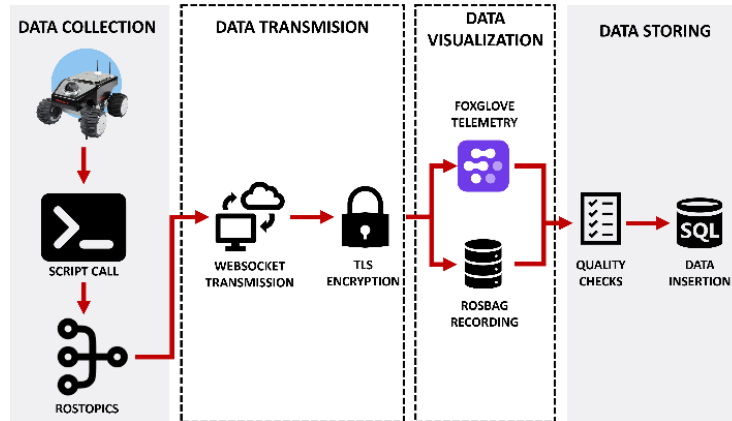 DATA COLLECTION
SCRIPT CALL
ROSTOPICS
DATA TRANSMISION
WEBSOCKET
TRANSMISSION
TLS
ENCRYPTION
DATA
VISUALIZATION
FOXGLOVE
TELEMETRY
ROSBAG
RECORDING
DATA STORING
QUALITY
CHECKS
SQL
DATA
INSERTION